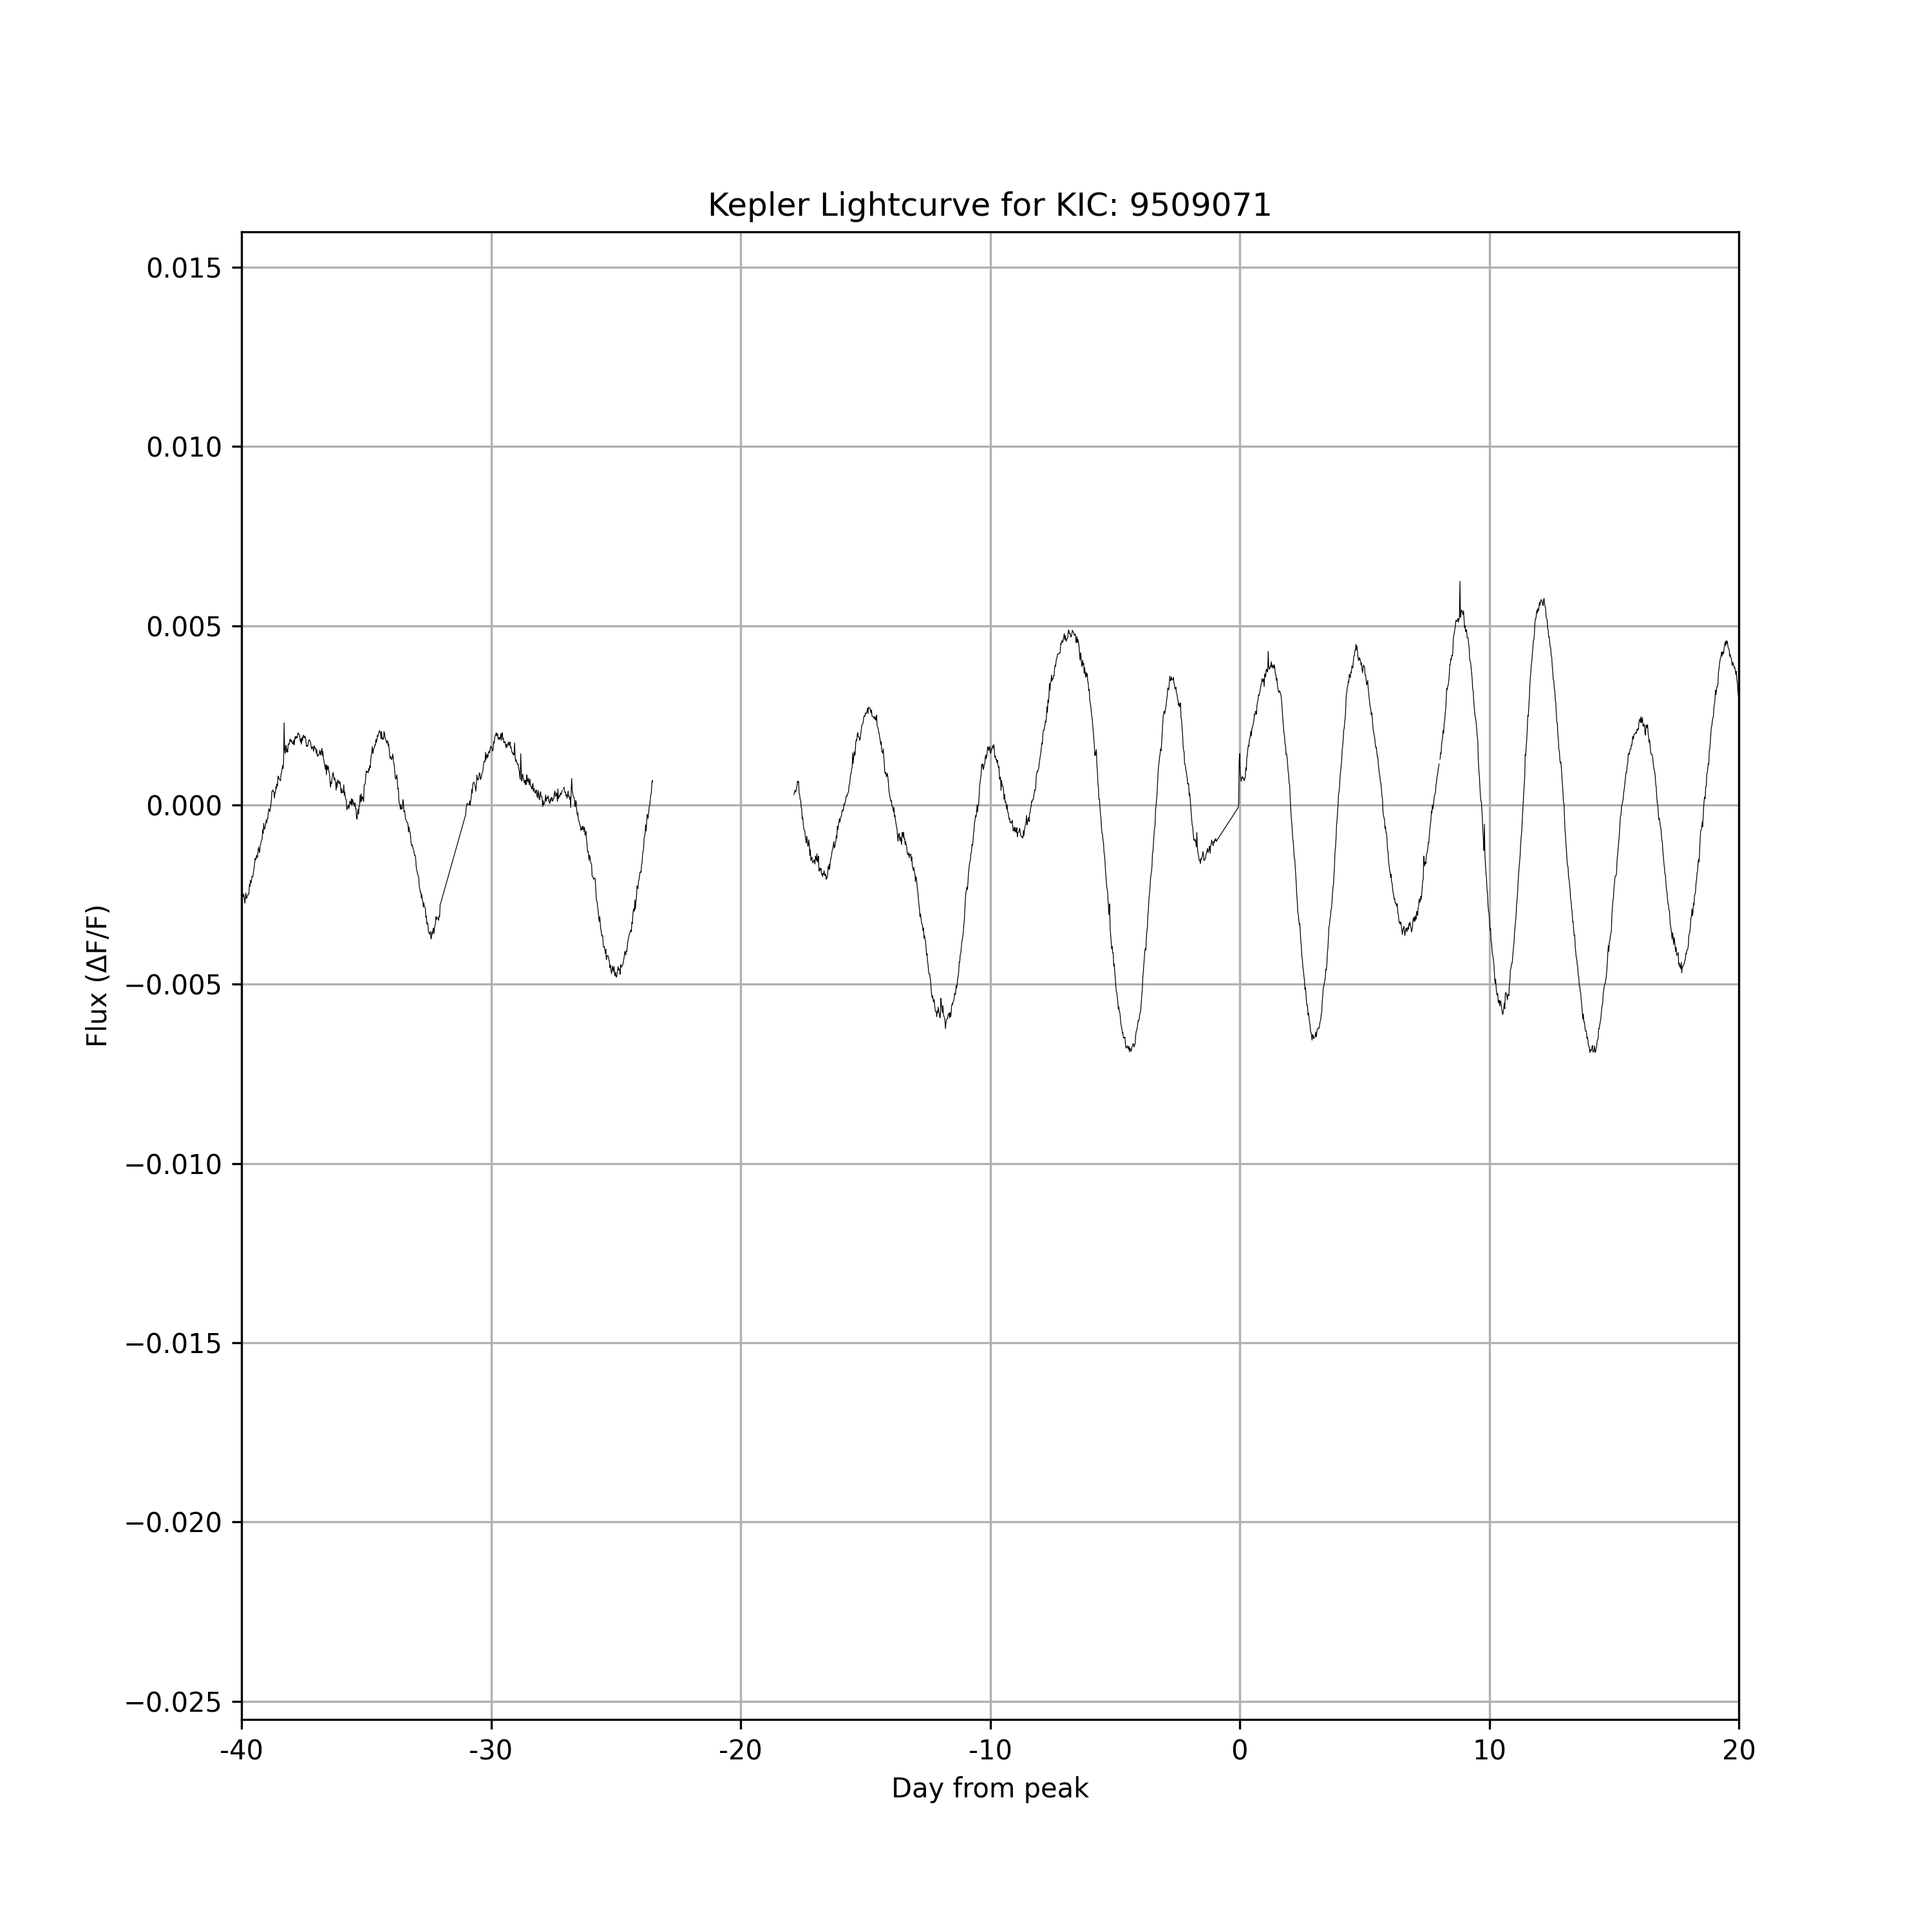 Kepler Lightcurve for KIC: 9509071
0.015
0.010
0.005
0.000
−0.005
−0.010
−0.015
−0.020
−0.025
Flux (ΔF/F)
-40 -30 -20 -10 0 10 20
Day from peak